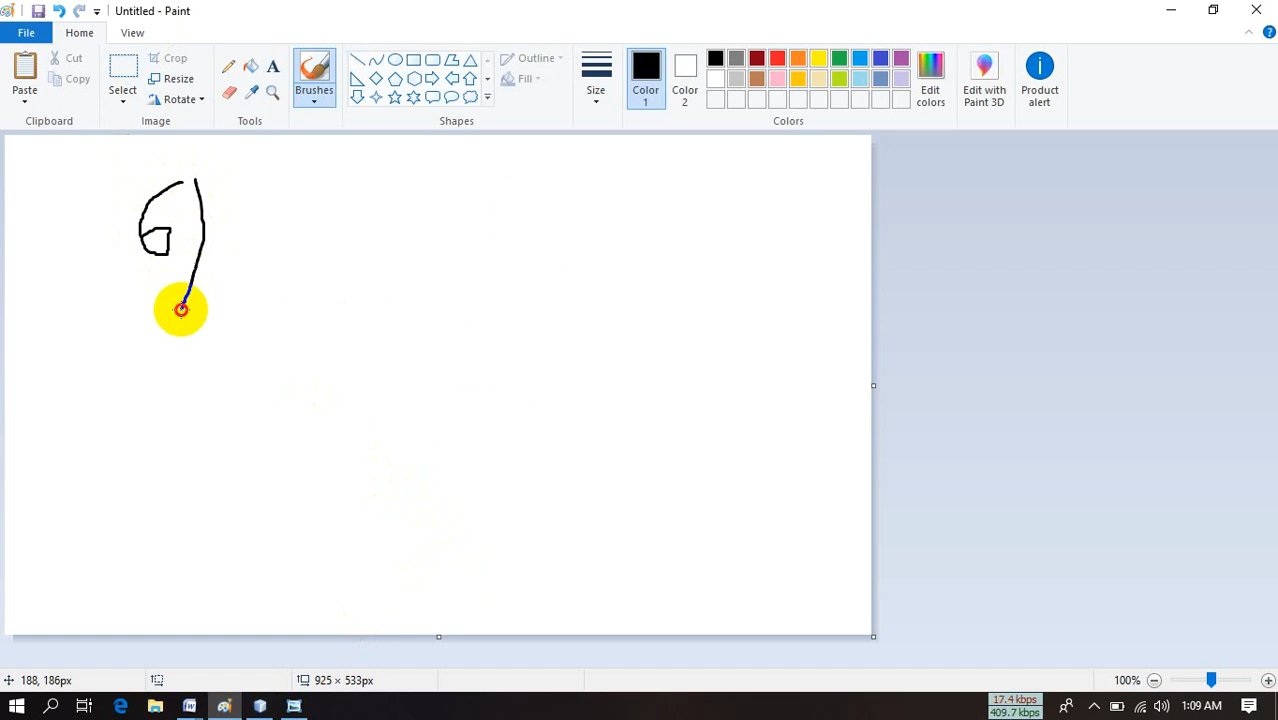 Untitled - Paint
File Home View
Paste
Cut
Copy
Clipboard
Select
Crop
Resize
Rotate
Image
Tools
Brushes
Outline
Fill
Shapes
Size
Color 1
Color 2
Edit colors
Colors
Edit with Paint 3D
Product alert
6)
188, 186px
925 × 533px
100%
17.4 kbps
409.7 kbps
1:09 AM